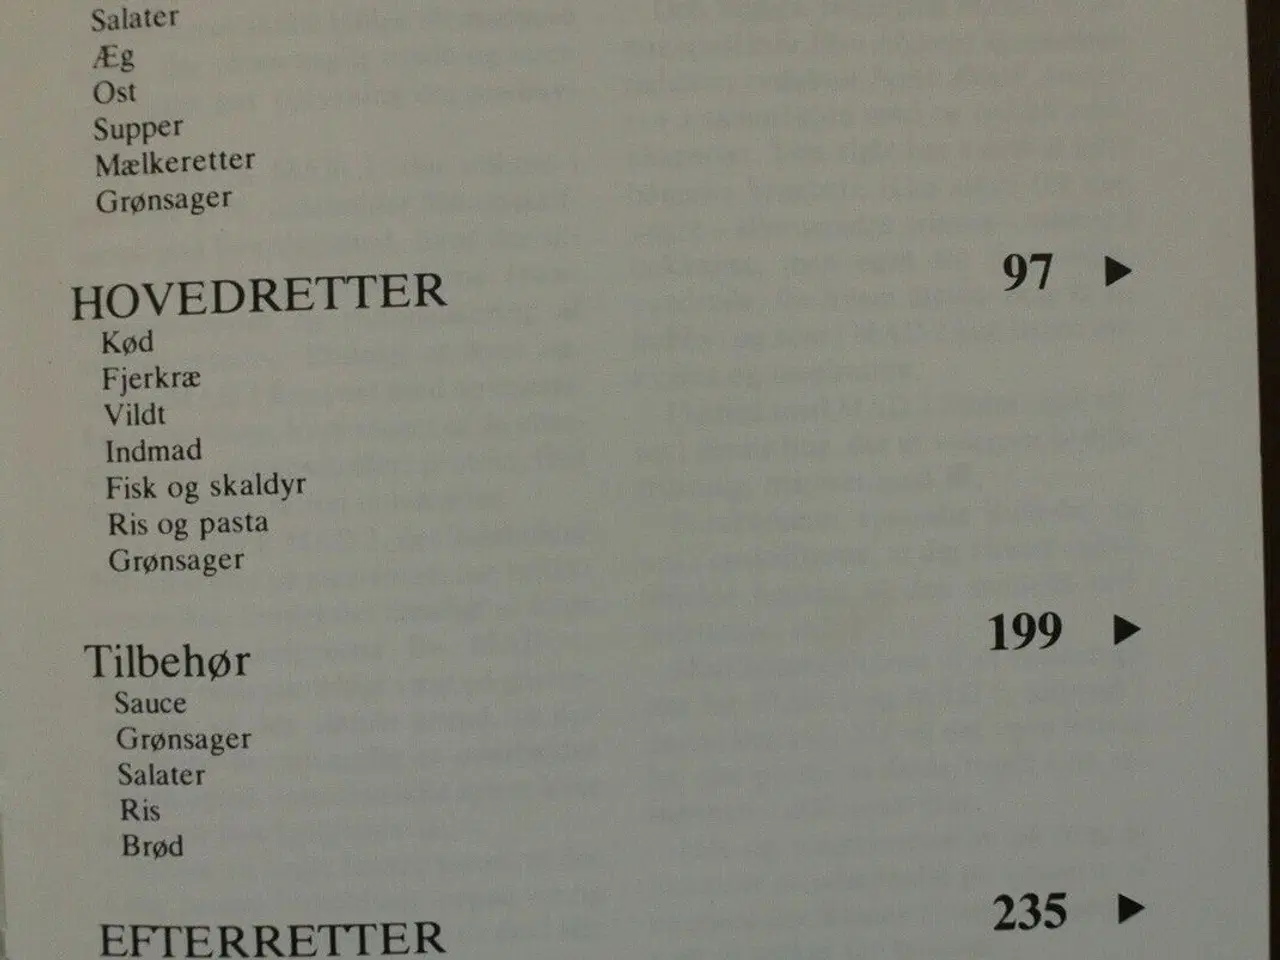 Salater
Æg
Ost
Supper
Mælkeretter
Grønsager
HOVEDRETTER 97 ▶
Kød
Fjerkræ
Vildt
Indmad
Fisk og skaldyr
Ris og pasta
Grønsager
Tilbehør 199 ▶
Sauce
Grønsager
Salater
Ris
Brød
EFTERRETTER 235 ▶